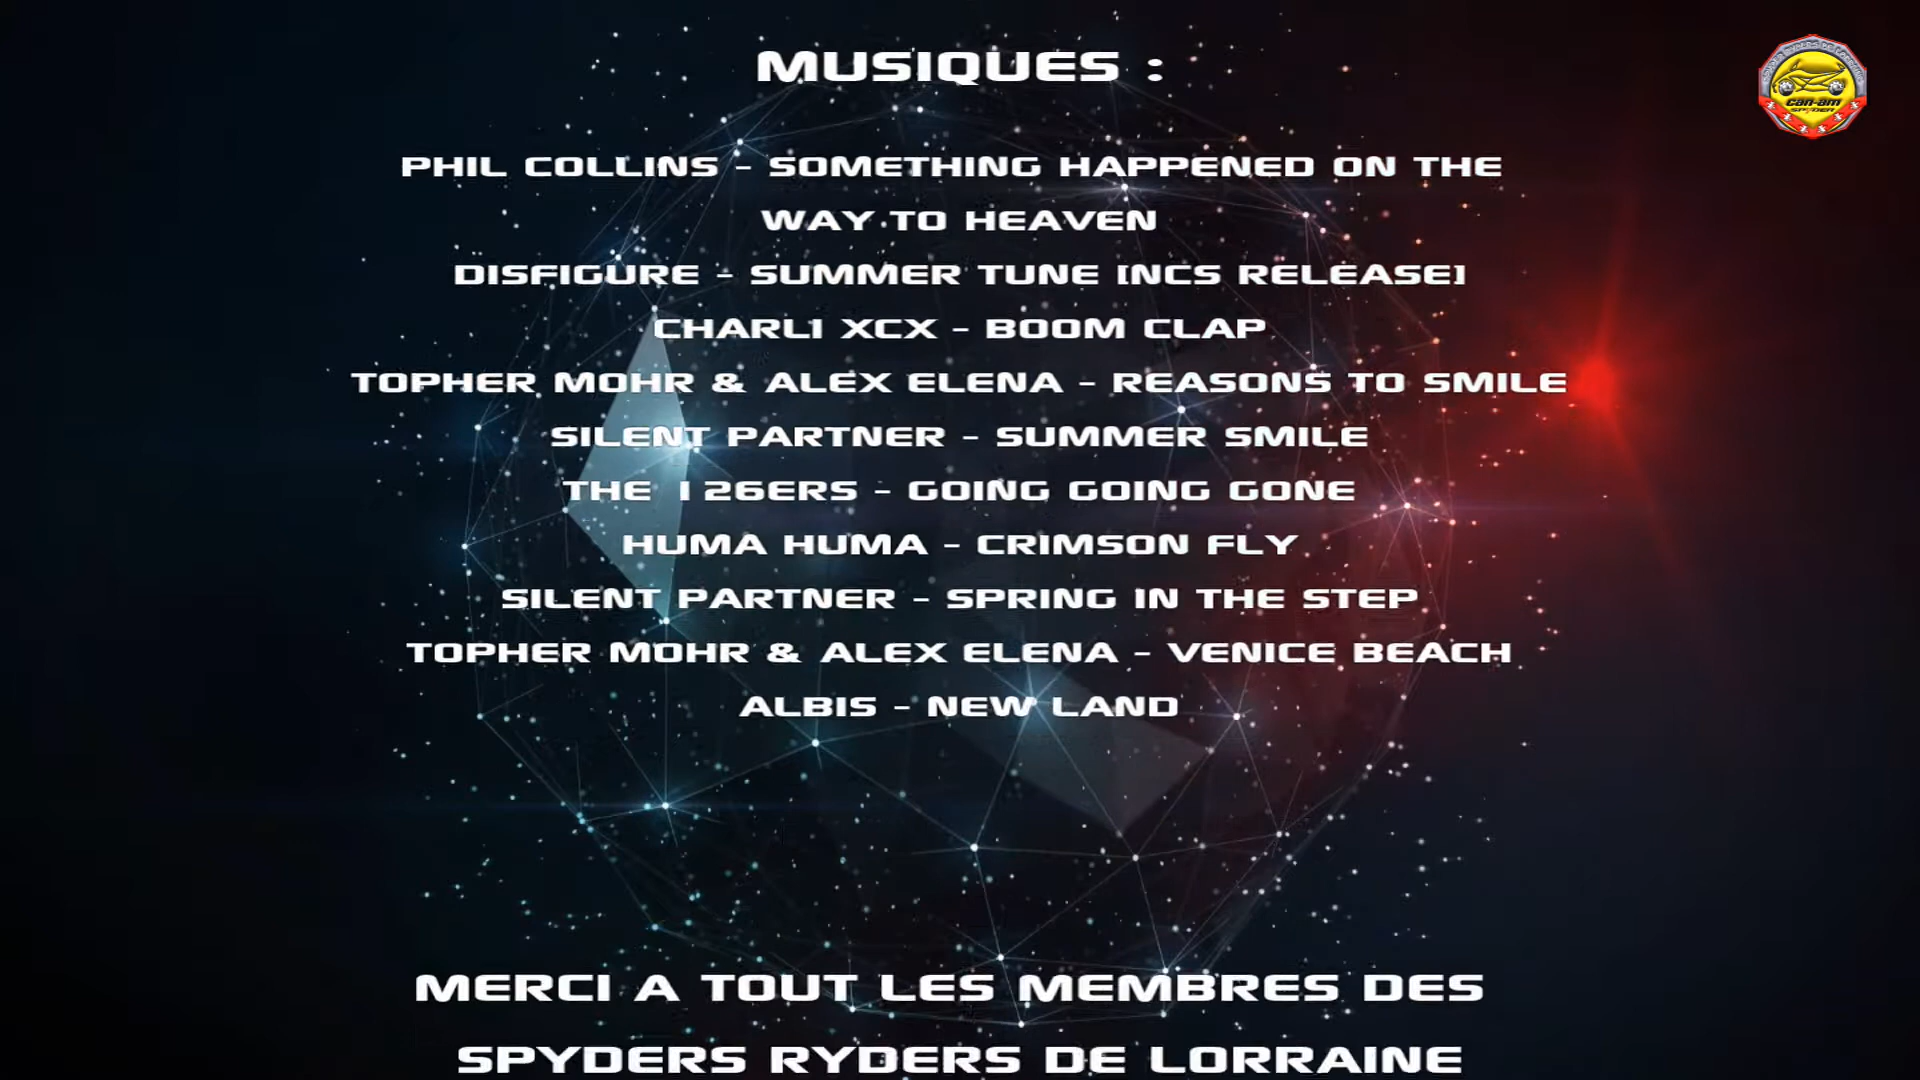 MUSIQUES :
PHIL COLLINS - SOMETHING HAPPENED ON THE
WAY TO HEAVEN
DISFIGURE - SUMMER TUNE [NCS RELEASE]
CHARLI XCX - BOOM CLAP
TOPHER MOHR & ALEX ELENA - REASONS TO SMILE
SILENT PARTNER - SUMMER SMILE
THE 126ERS - GOING GOING GONE
HUMA HUMA - CRIMSON FLY
SILENT PARTNER - SPRING IN THE STEP
TOPHER MOHR & ALEX ELENA - VENICE BEACH
ALBIS - NEW LAND
MERCI A TOUT LES MEMBRES DES
SPYDERS RYDERS DE LORRAINE
can-am
SPYDER